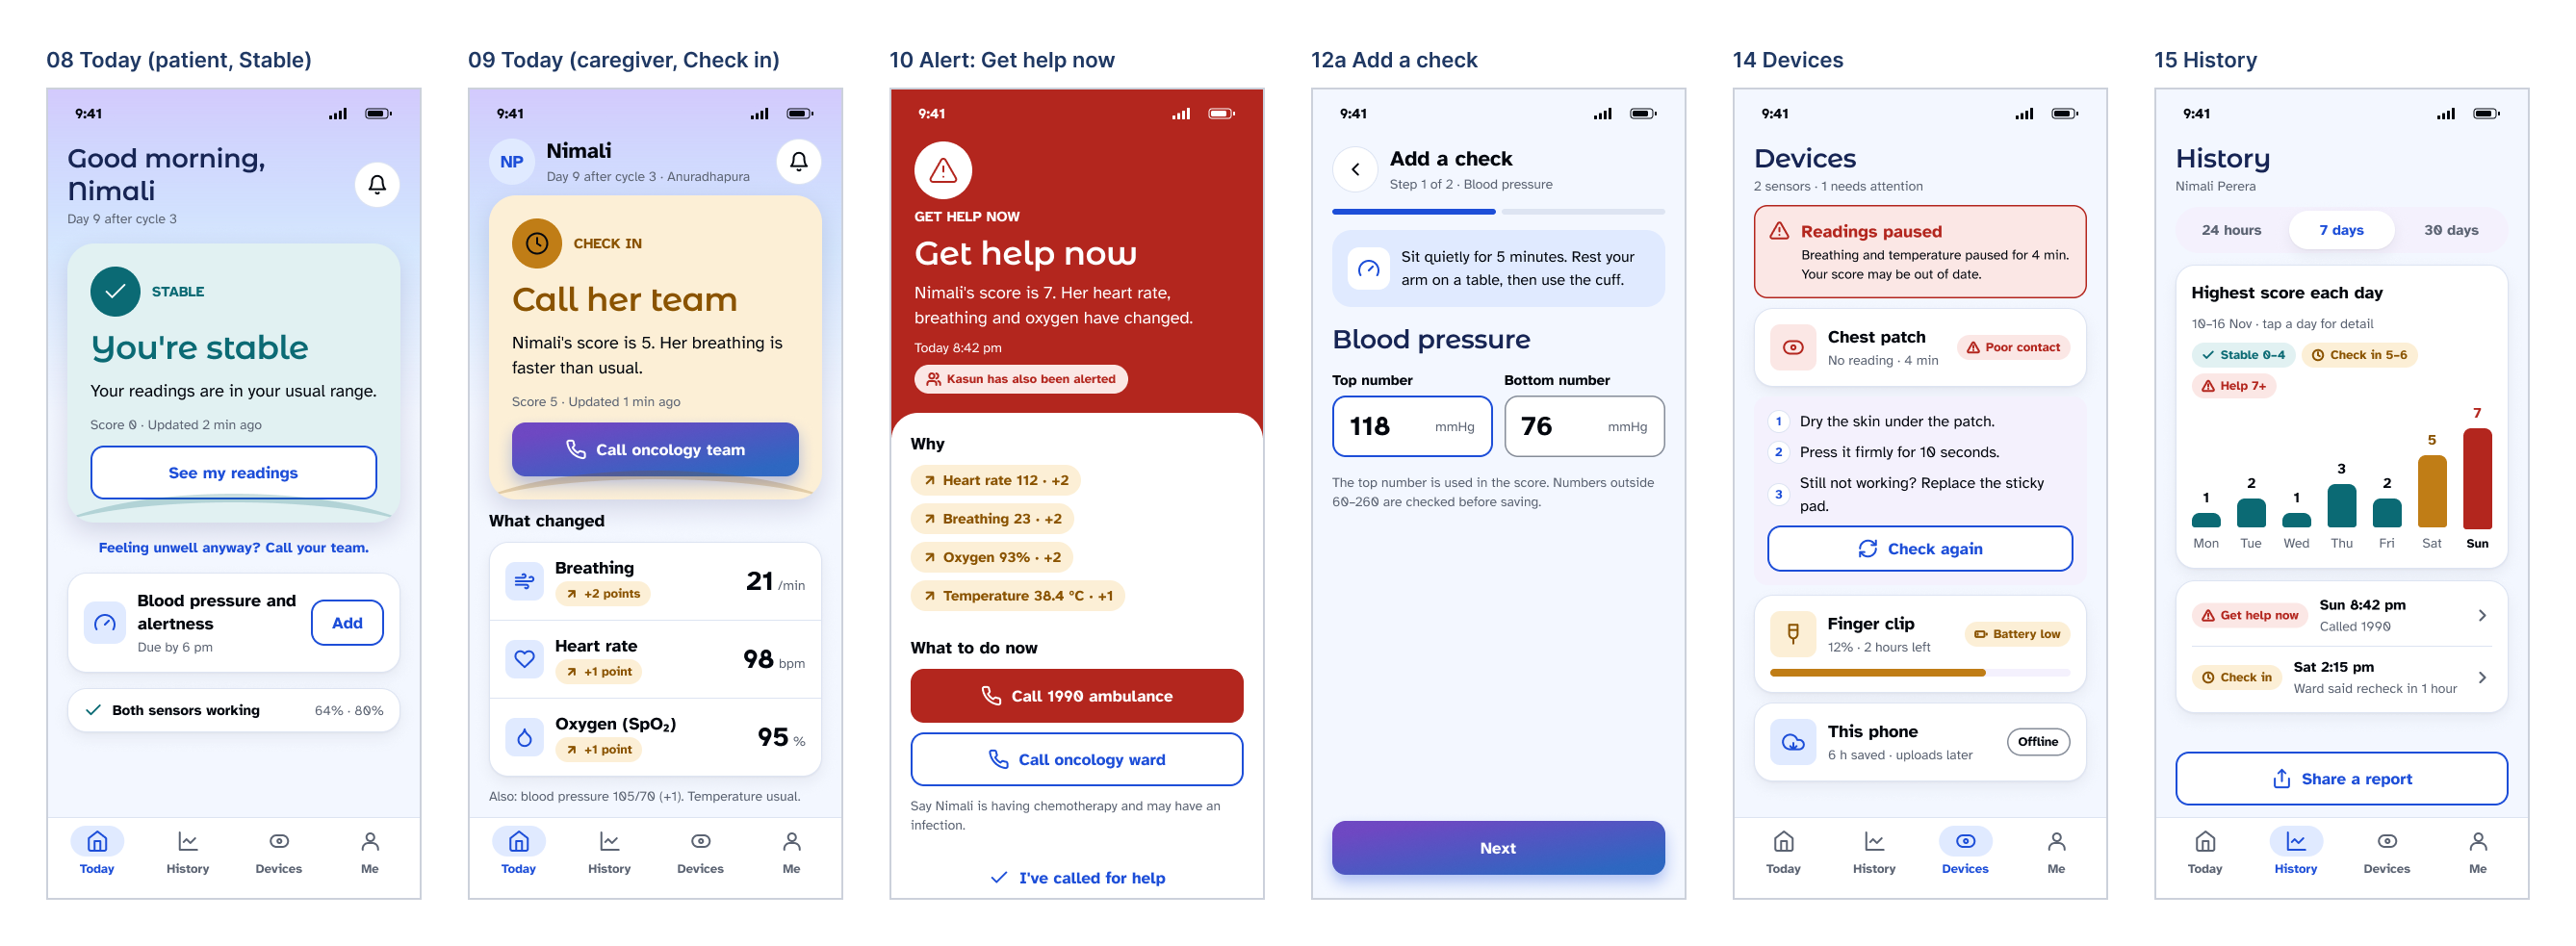 08 Today (patient, Stable)
9:41
Good morning,
Nimali
Day 9 after cycle 3
STABLE
You're stable
Your readings are in your usual range.
Score 0 · Updated 2 min ago
See my readings
Feeling unwell anyway? Call your team.
Blood pressure and
alertness
Due by 6 pm
Add
Both sensors working
64% · 80%
Today
History
Devices
Me
09 Today (caregiver, Check in)
9:41
NP
Nimali
Day 9 after cycle 3 · Anuradhapura
CHECK IN
Call her team
Nimali's score is 5. Her breathing is
faster than usual.
Score 5 · Updated 1 min ago
Call oncology team
What changed
Breathing
+2 points
21 /min
Heart rate
+1 point
98 bpm
Oxygen (SpO₂)
+1 point
95 %
Also: blood pressure 105/70 (+1). Temperature usual.
Today
History
Devices
Me
10 Alert: Get help now
9:41
GET HELP NOW
Get help now
Nimali's score is 7. Her heart rate,
breathing and oxygen have changed.
Today 8:42 pm
Kasun has also been alerted
Why
Heart rate 112 · +2
Breathing 23 · +2
Oxygen 93% · +2
Temperature 38.4 °C · +1
What to do now
Call 1990 ambulance
Call oncology ward
Say Nimali is having chemotherapy and may have an
infection.
I've called for help
12a Add a check
9:41
Add a check
Step 1 of 2 · Blood pressure
Sit quietly for 5 minutes. Rest your
arm on a table, then use the cuff.
Blood pressure
Top number
Bottom number
118 mmHg
76 mmHg
The top number is used in the score. Numbers outside
60–260 are checked before saving.
Next
14 Devices
9:41
Devices
2 sensors · 1 needs attention
Readings paused
Breathing and temperature paused for 4 min.
Your score may be out of date.
Chest patch
No reading · 4 min
Poor contact
1 Dry the skin under the patch.
2 Press it firmly for 10 seconds.
3 Still not working? Replace the sticky
pad.
Check again
Finger clip
12% · 2 hours left
Battery low
This phone
6 h saved · uploads later
Offline
Today
History
Devices
Me
15 History
9:41
History
Nimali Perera
24 hours
7 days
30 days
Highest score each day
10–16 Nov · tap a day for detail
Stable 0–4
Check in 5–6
Help 7+
1
2
1
3
2
5
7
Mon
Tue
Wed
Thu
Fri
Sat
Sun
Get help now
Sun 8:42 pm
Called 1990
Check in
Sat 2:15 pm
Ward said recheck in 1 hour
Share a report
Today
History
Devices
Me